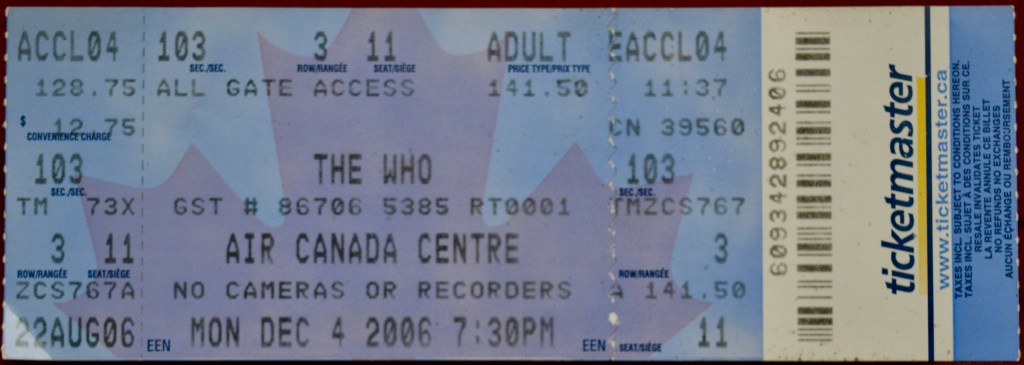 ACCL04 103 3 11 ADULT EACCL04
SEC./SEC. ROW/RANGÉE SEAT/SIÈGE PRICE TYPE/PRIX TYPE
128.75 ALL GATE ACCESS 141.50 11:37
$ 12.75 CN 39560
CONVENIENCE CHARGE
103 THE WHO 103
SEC./SEC. SEC./SEC.
TM 73X GST # 86706 5385 RT0001 TMZCS767
3 11 AIR CANADA CENTRE 3
ROW/RANGÉE SEAT/SIÈGE ROW/RANGÉE
ZCS767A NO CAMERAS OR RECORDERS A 141.50
22AUG06 EEN MON DEC 4 2006 7:30PM EEN 11
SEAT/SIÈGE
609342892406
ticketmaster
www.ticketmaster.ca
TAXES INCL. SUBJECT TO CONDITIONS HEREON.
TAXES INCL. SUJET À DES CONDITIONS SUR CE.
RESALE INVALIDATES TICKET
LA REVENTE ANNULE CE BILLET
NO REFUNDS NO EXCHANGES
AUCUN ÉCHANGE OU REMBOURSEMENT